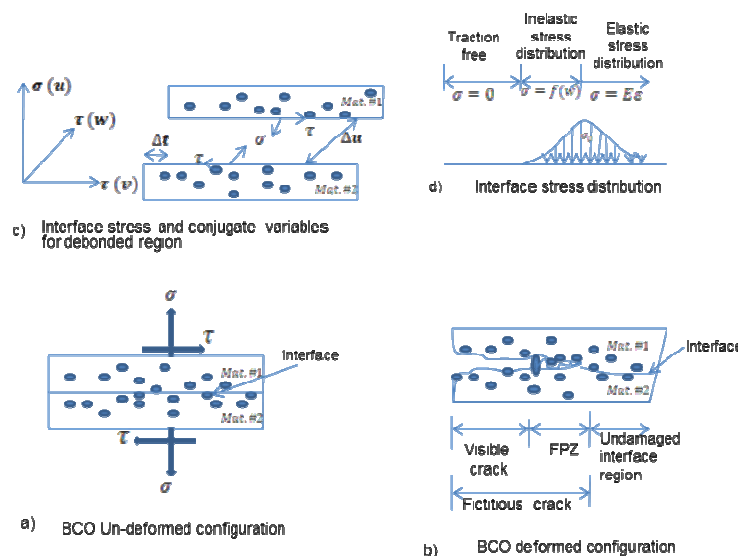 σ (u)
τ (w)
τ (v)
Δt
Mat. #1
τ
σ
Δu
τ
Mat. #2
c) Interface stress and conjugate variables
for debonded region
Traction
free
Inelastic
stress
distribution
Elastic
stress
distribution
σ = 0
σ = f(w)
σ = Eε
d) Interface stress distribution
σ
τ
Interface
Mat. #1
Mat. #2
τ
σ
a) BCO Un-deformed configuration
Mat. #1
Interface
Mat. #2
Visible
crack
FPZ
Undamaged
interface
region
Fictitious crack
b) BCO deformed configuration